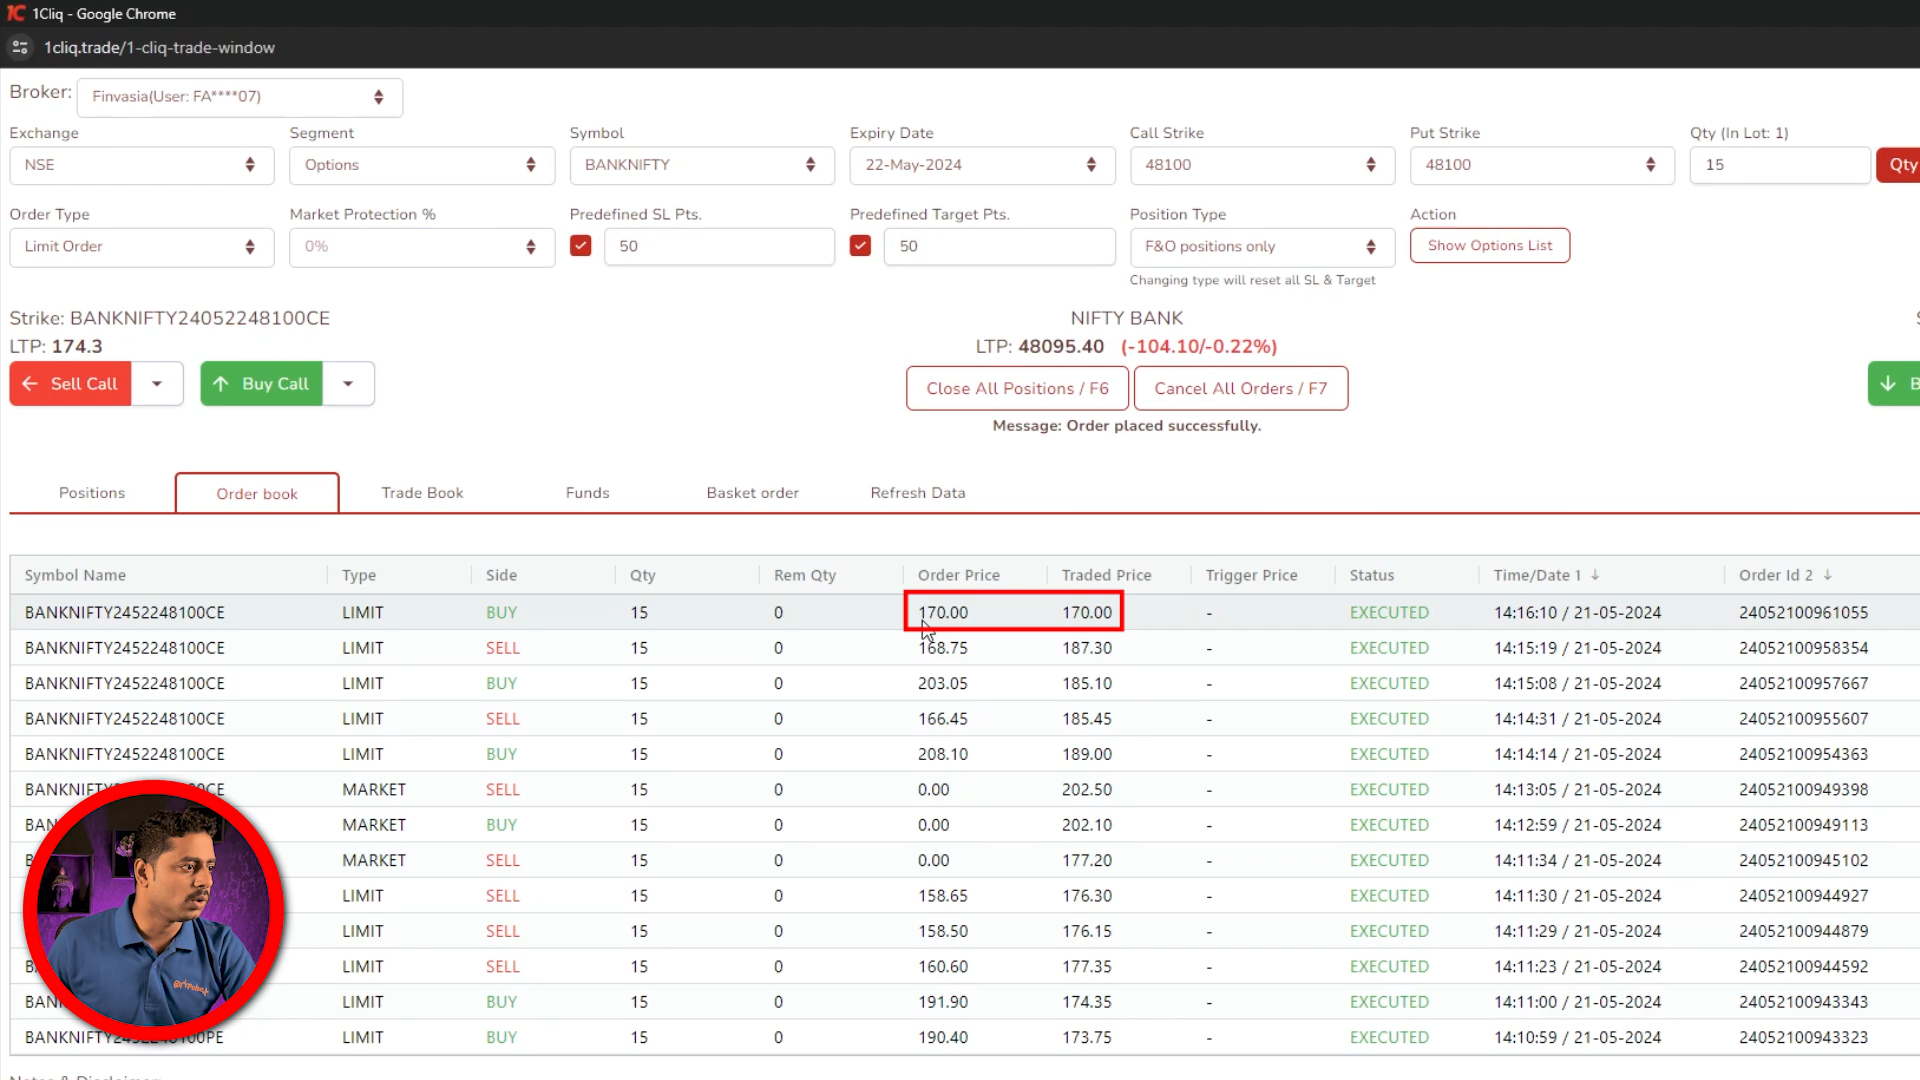 1Cliq - Google Chrome
1cliq.trade/1-cliq-trade-window
Broker: Finvasia(User: FA****07)
Exchange Segment Symbol Expiry Date Call Strike Put Strike Qty (In Lot: 1)
NSE Options BANKNIFTY 22-May-2024 48100 48100 15 Qty
Order Type Market Protection % Predefined SL Pts. Predefined Target Pts. Position Type Action
Limit Order 0% 50 50 F&O positions only Show Options List
Changing type will reset all SL & Target
Strike: BANKNIFTY24052248100CE NIFTY BANK
LTP: 174.3 LTP: 48095.40 (-104.10/-0.22%)
Sell Call Buy Call Close All Positions / F6 Cancel All Orders / F7
Message: Order placed successfully.
Positions Order book Trade Book Funds Basket order Refresh Data
Symbol Name Type Side Qty Rem Qty Order Price Traded Price Trigger Price Status Time/Date 1 ↓ Order Id 2 ↓
BANKNIFTY2452248100CE LIMIT BUY 15 0 170.00 170.00 - EXECUTED 14:16:10 / 21-05-2024 24052100961055
BANKNIFTY2452248100CE LIMIT SELL 15 0 168.75 187.30 - EXECUTED 14:15:19 / 21-05-2024 24052100958354
BANKNIFTY2452248100CE LIMIT BUY 15 0 203.05 185.10 - EXECUTED 14:15:08 / 21-05-2024 24052100957667
BANKNIFTY2452248100CE LIMIT SELL 15 0 166.45 185.45 - EXECUTED 14:14:31 / 21-05-2024 24052100955607
BANKNIFTY2452248100CE LIMIT BUY 15 0 208.10 189.00 - EXECUTED 14:14:14 / 21-05-2024 24052100954363
MARKET SELL 15 0 0.00 202.50 - EXECUTED 14:13:05 / 21-05-2024 24052100949398
MARKET BUY 15 0 0.00 202.10 - EXECUTED 14:12:59 / 21-05-2024 24052100949113
MARKET SELL 15 0 0.00 177.20 - EXECUTED 14:11:34 / 21-05-2024 24052100945102
LIMIT SELL 15 0 158.65 176.30 - EXECUTED 14:11:30 / 21-05-2024 24052100944927
LIMIT SELL 15 0 158.50 176.15 - EXECUTED 14:11:29 / 21-05-2024 24052100944879
LIMIT SELL 15 0 160.60 177.35 - EXECUTED 14:11:23 / 21-05-2024 24052100944592
LIMIT BUY 15 0 191.90 174.35 - EXECUTED 14:11:00 / 21-05-2024 24052100943343
LIMIT BUY 15 0 190.40 173.75 - EXECUTED 14:10:59 / 21-05-2024 24052100943323